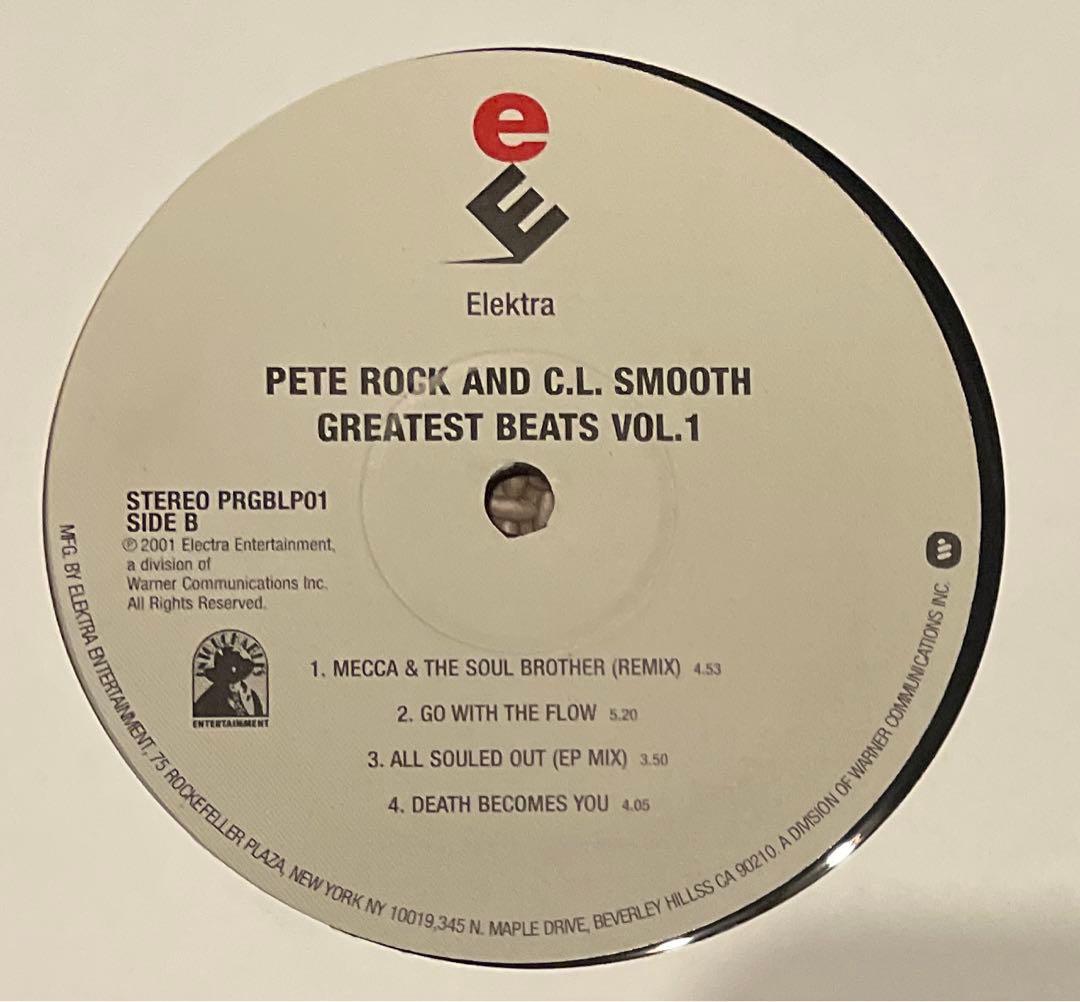 e
E
Elektra
PETE ROCK AND C.L. SMOOTH
GREATEST BEATS VOL.1
STEREO PRGBLP01
SIDE B
℗ 2001 Electra Entertainment,
a division of
Warner Communications Inc.
All Rights Reserved.
UNTOUCHABLES
ENTERTAINMENT
1. MECCA & THE SOUL BROTHER (REMIX) 4.53
2. GO WITH THE FLOW 5.20
3. ALL SOULED OUT (EP MIX) 3.50
4. DEATH BECOMES YOU 4.05
MFG. BY ELEKTRA ENTERTAINMENT, 75 ROCKEFELLER PLAZA, NEW YORK NY 10019,345 N. MAPLE DRIVE, BEVERLEY HILLSS CA 90210. A DIVISION OF WARNER COMMUNICATIONS INC.